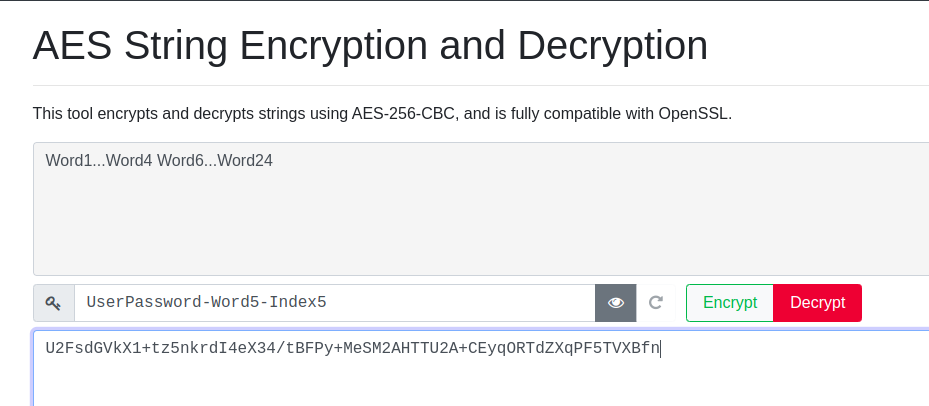 AES String Encryption and Decryption
This tool encrypts and decrypts strings using AES-256-CBC, and is fully compatible with OpenSSL.
Word1...Word4 Word6...Word24
UserPassword-Word5-Index5 Encrypt Decrypt
U2FsdGVkX1+tz5nkrdI4eX34/tBFPy+MeSM2AHTTU2A+CEyqORTdZXqPF5TVXBfn